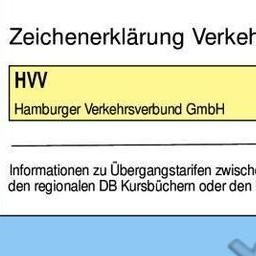 Zeichenerklärung Verkeh
HVV
Hamburger Verkehrsverbund GmbH
Informationen zu Übergangstarifen zwische
den regionalen DB Kursbüchern oder den